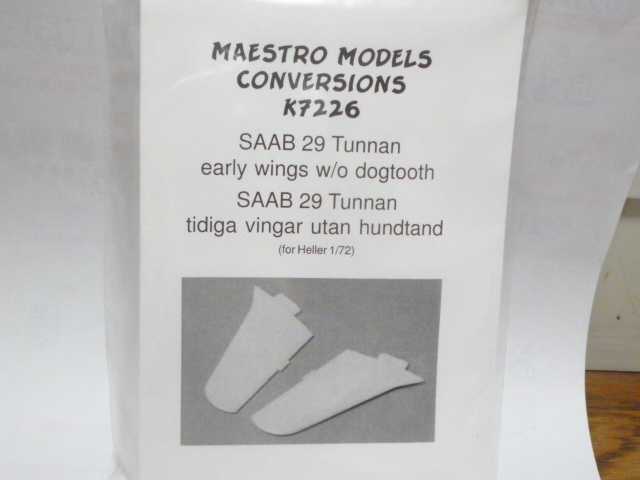 MAESTRO MODELS
CONVERSIONS
K7226
SAAB 29 Tunnan
early wings w/o dogtooth
SAAB 29 Tunnan
tidiga vingar utan hundtand
(for Heller 1/72)